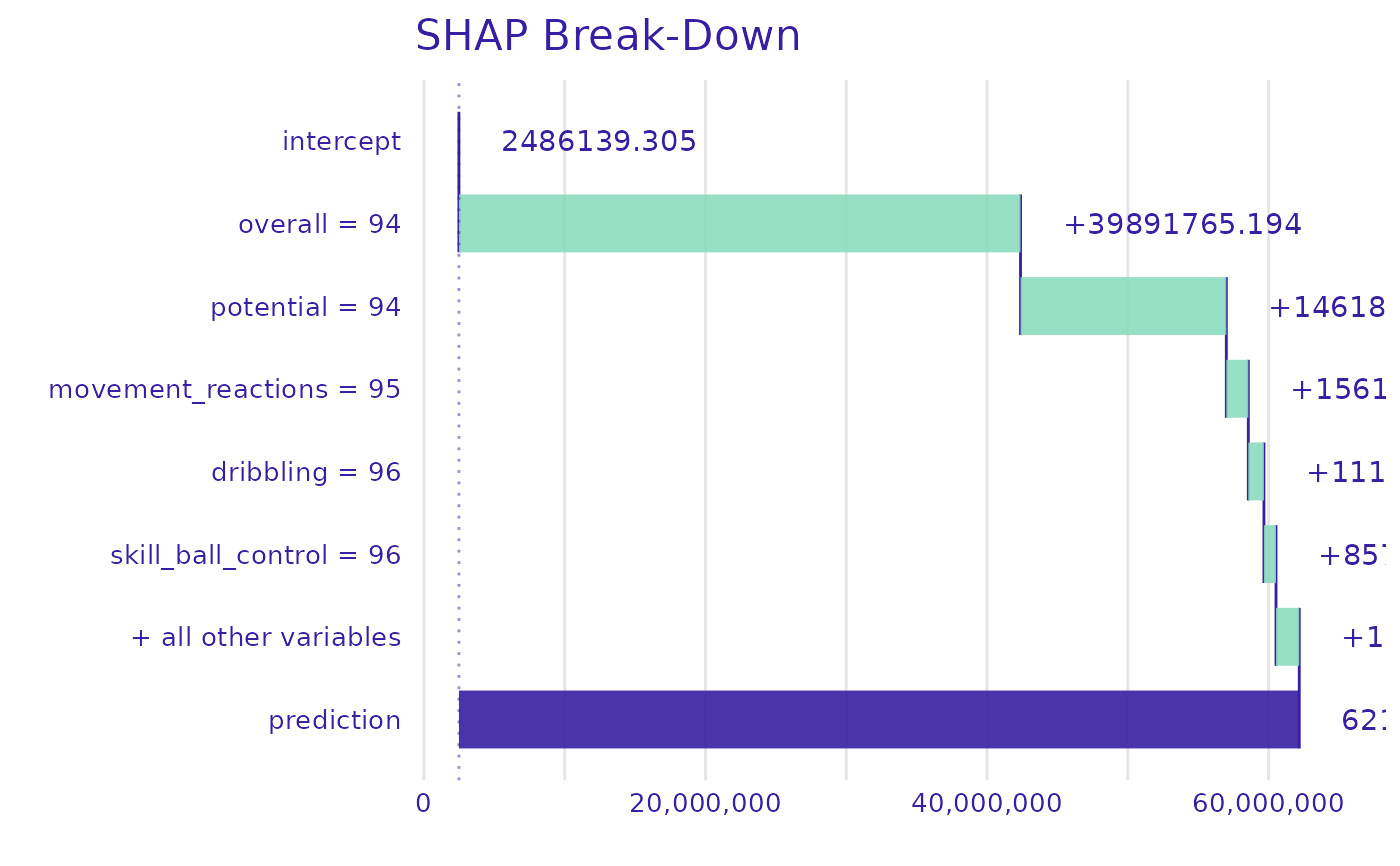 SHAP Break-Down
intercept 2486139.305
overall = 94 +39891765.194
potential = 94 +14618
movement_reactions = 95 +1561
dribbling = 96 +111
skill_ball_control = 96 +857
+ all other variables +1
prediction 621
0 20,000,000 40,000,000 60,000,000